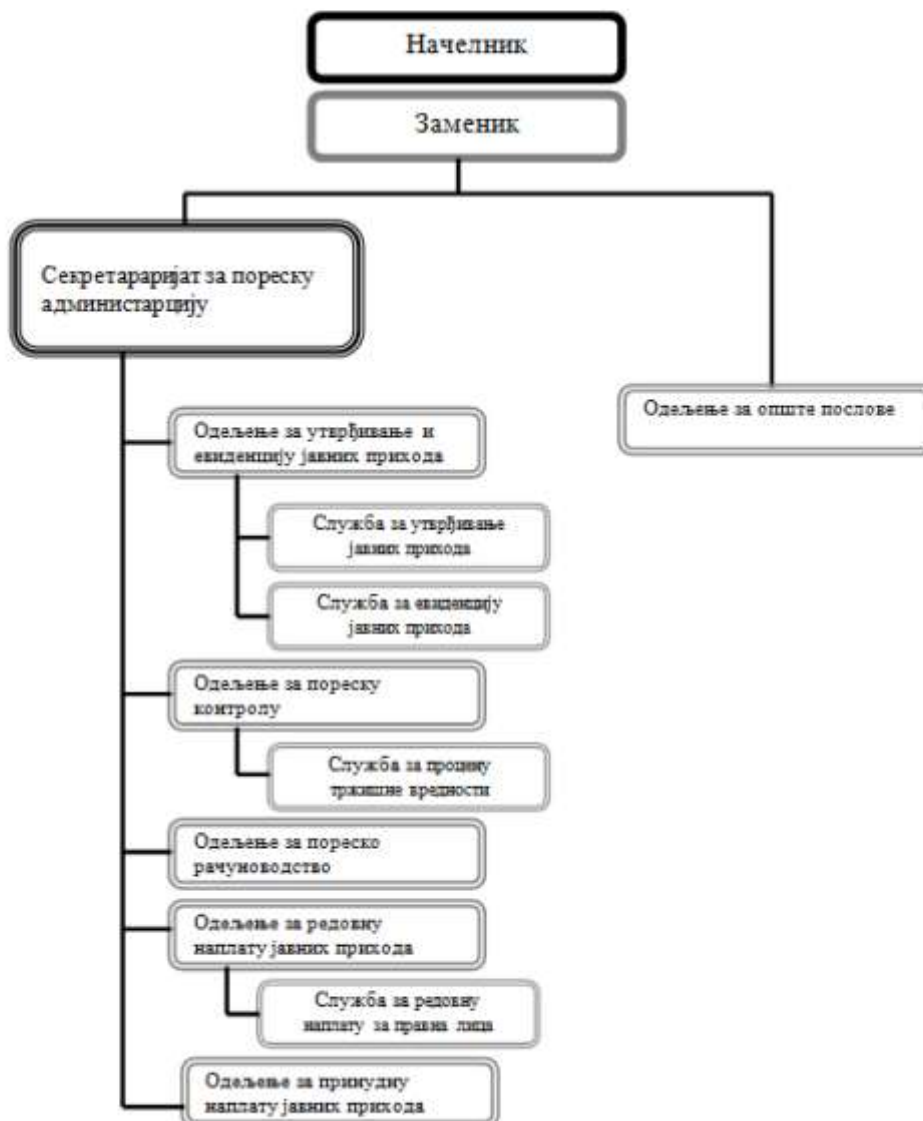 Начелник
Заменик
Секретараријат за пореску
администарцију
Одељење за опште послове
Одељење за утврђивање и
евиденцију јавних прихода
Служба за утврђивање
јавних прихода
Служба за евиденцију
јавних прихода
Одељење за пореску
контролу
Служба за процену
тржишне вредности
Одељење за пореско
рачуноводство
Одељење за редовну
наплату јавних прихода
Служба за редовну
наплату за правна лица
Одељење за принудну
наплату јавних прихода